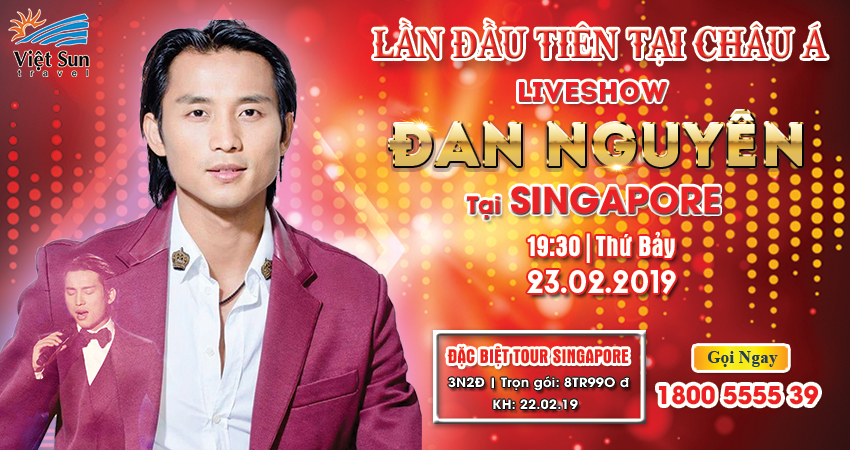 Việt Sun
travel
LẦN ĐẦU TIÊN TẠI CHÂU Á
LIVESHOW
ĐAN NGUYÊN
Tại SINGAPORE
19:30 | Thứ Bảy
23.02.2019
ĐẶC BIỆT TOUR SINGAPORE
3N2Đ | Trọn gói: 8TR990 đ
KH: 22.02.19
Gọi Ngay
1800 5555 39